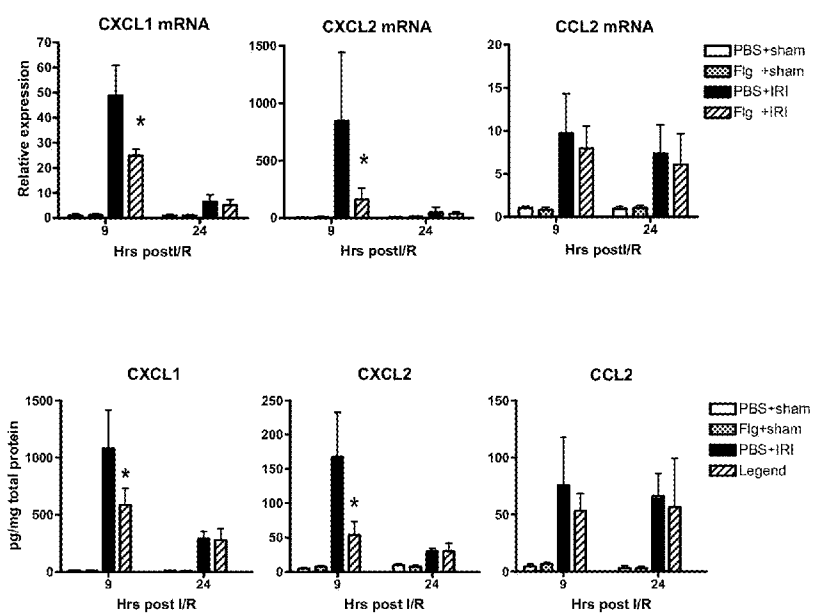 CXCL1 mRNA
CXCL2 mRNA
CCL2 mRNA
Relative expression
70
60
50
40
30
20
10
0
*
9
24
Hrs postI/R
1500
1000
500
0
*
9
24
Hrs postI/R
20
15
10
5
0
9
24
Hrs postI/R
PBS+sham
Flg +sham
PBS+IRI
Flg +IRI
CXCL1
CXCL2
CCL2
pg/mg total protein
1500
1000
500
0
*
9
24
Hrs post I/R
250
200
150
100
50
0
*
9
24
Hrs post I/R
150
100
50
0
9
24
Hrs post I/R
PBS+sham
Flg+sham
PBS+IRI
Legend